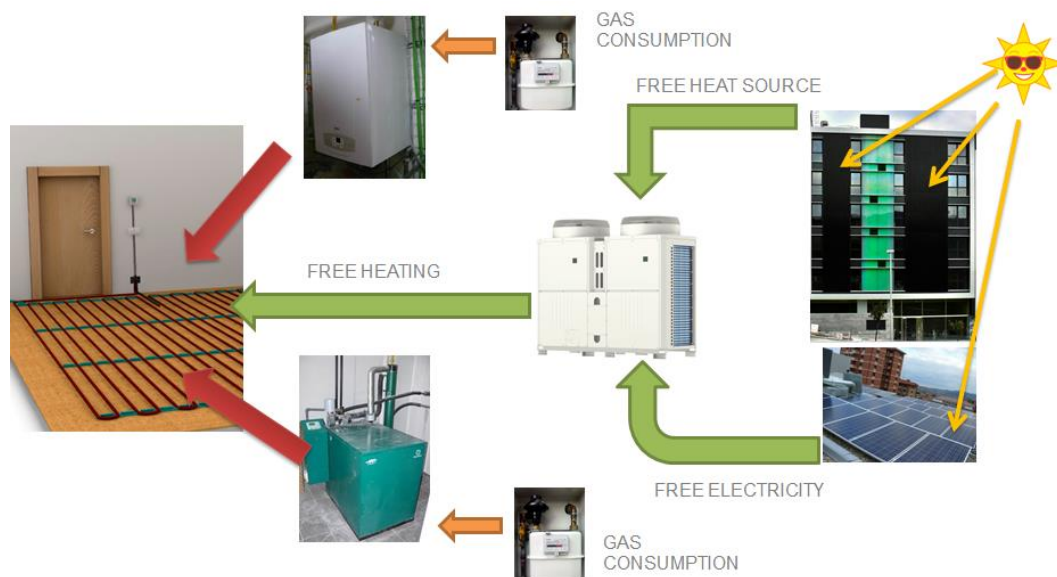 GAS
CONSUMPTION
FREE HEAT SOURCE
FREE HEATING
FREE ELECTRICITY
GAS
CONSUMPTION